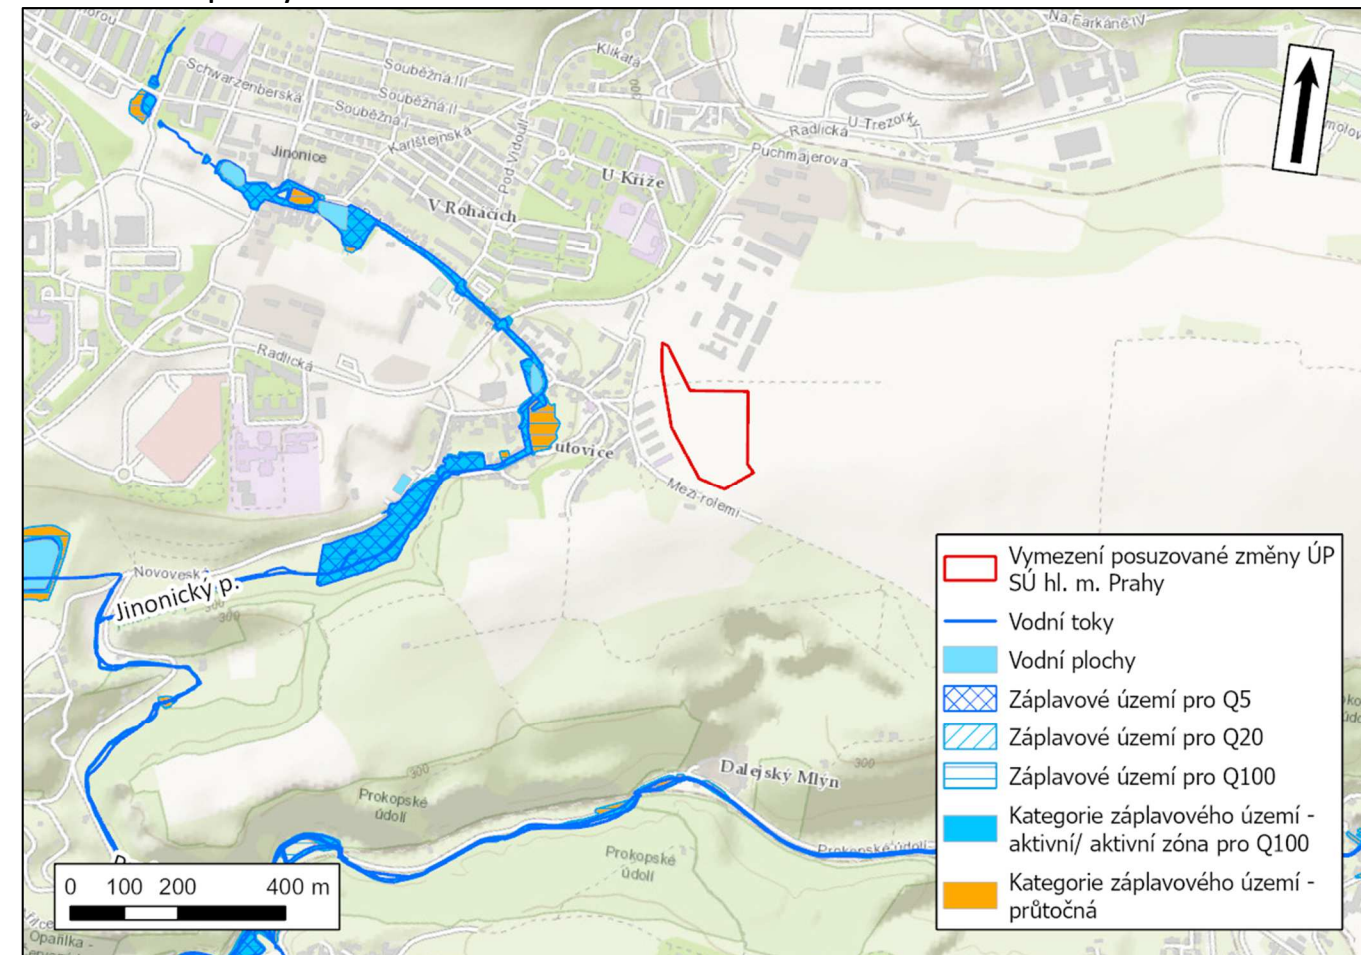 Na Farkáně IV
Klikatá
Souběžná III
Schwarzenberská
Souběžná II
Souběžná I
Karlštejnská
U Trezorky
Radlická
Puchmajerova
Jinonice
Pod Vidoulí
U Kříže
V Roháčích
300
Radlická
utovice
Mezi rolemi
Novoveská
Jinonický p.
300
300
Dalejský Mlýn
300
300
Prokopské
údolí
Prokopské údolí
Prokopské
údolí
0 100 200 400 m
Opatřilka -
Vymezení posuzované změny ÚP
SÚ hl. m. Prahy
Vodní toky
Vodní plochy
Záplavové území pro Q5
Záplavové území pro Q20
Záplavové území pro Q100
Kategorie záplavového území -
aktivní/ aktivní zóna pro Q100
Kategorie záplavového území -
průtočná